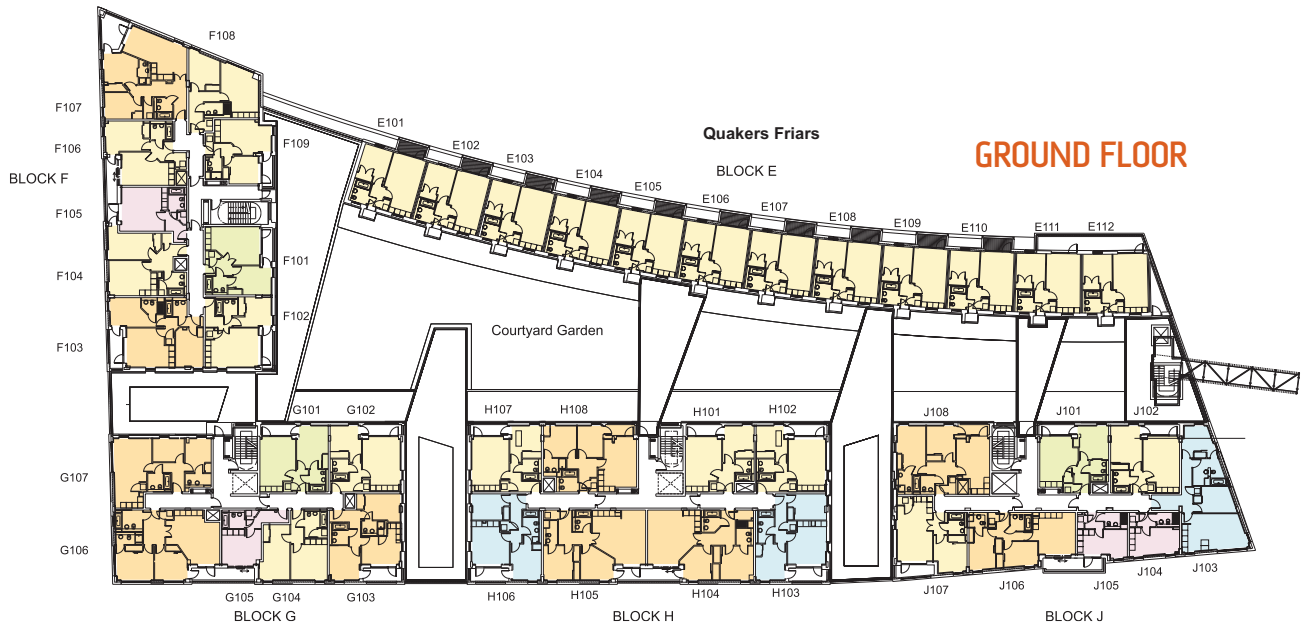 F108
F107
E101
Quakers Friars
E102
F109
F106
E103
GROUND FLOOR
BLOCK F
BLOCK E
E104
E105
F105
E106
E107
E108
E109
E110
E111
E112
F101
F104
F102
Courtyard Garden
F103
G101
G102
H107
H108
H101
H102
J108
J101
J102
G107
G106
G105
G104
G103
H106
H105
H104
H103
J107
J106
J105
J104
J103
BLOCK G
BLOCK H
BLOCK J